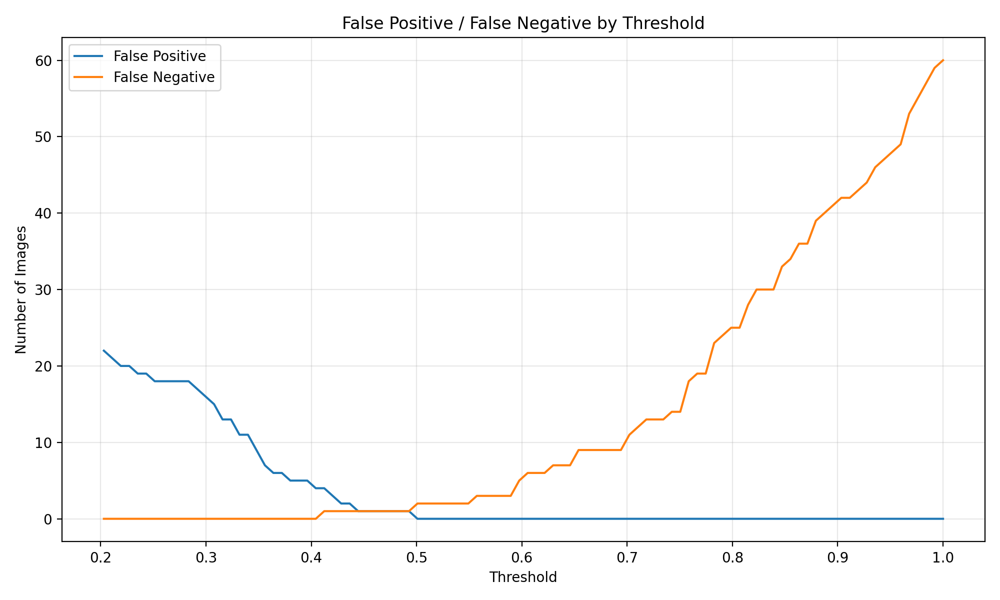 False Positive / False Negative by Threshold
False Positive
False Negative
60
50
40
30
20
10
0
Number of Images
0.2 0.3 0.4 0.5 0.6 0.7 0.8 0.9 1.0
Threshold